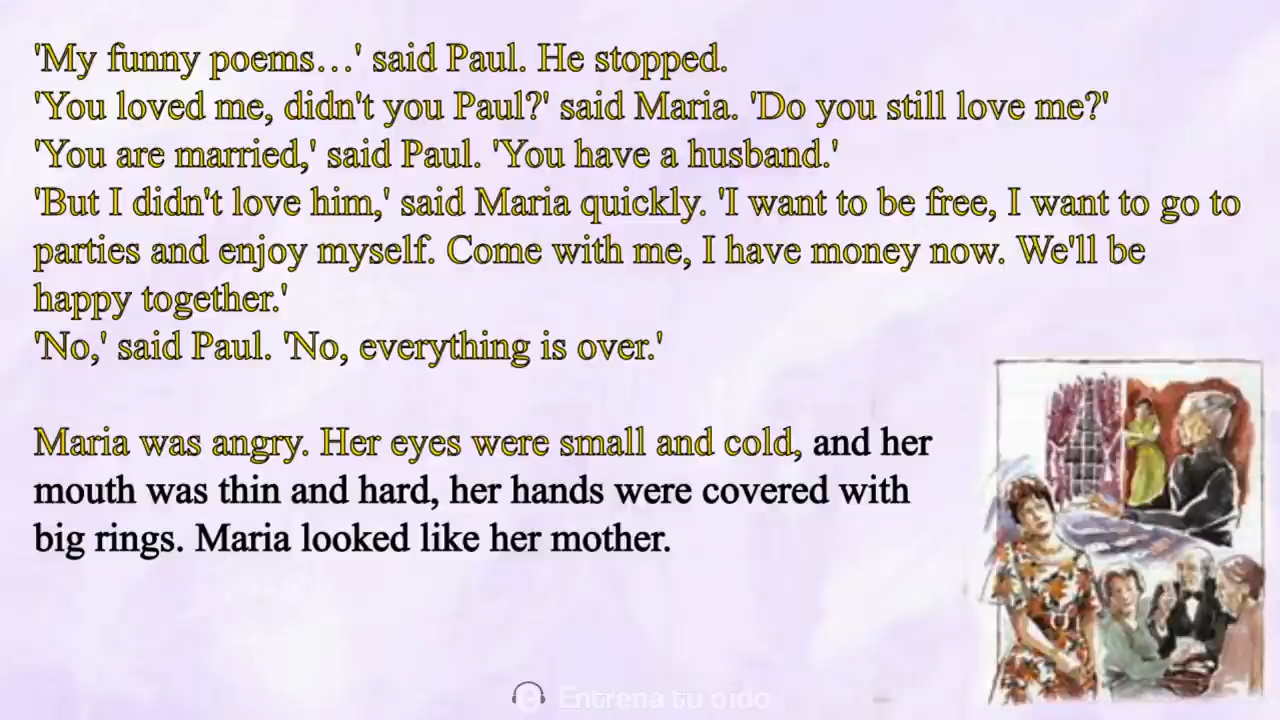 'My funny poems…' said Paul. He stopped.
'You loved me, didn't you Paul?' said Maria. 'Do you still love me?'
'You are married,' said Paul. 'You have a husband.'
'But I didn't love him,' said Maria quickly. 'I want to be free, I want to go to
parties and enjoy myself. Come with me, I have money now. We'll be
happy together.'
'No,' said Paul. 'No, everything is over.'
Maria was angry. Her eyes were small and cold, and her
mouth was thin and hard, her hands were covered with
big rings. Maria looked like her mother.
Entrena tu oido